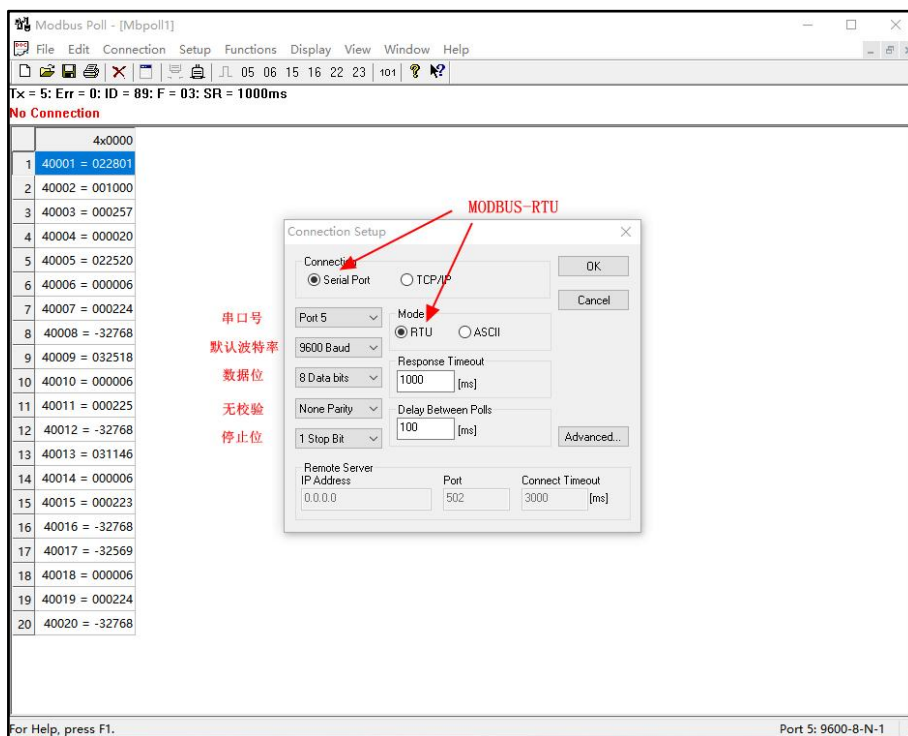 Modbus Poll - [Mbpoll1]
File Edit Connection Setup Functions Display View Window Help
05 06 15 16 22 23 101
Tx = 5: Err = 0: ID = 89: F = 03: SR = 1000ms
No Connection
4x0000
1 40001 = 022801
2 40002 = 001000
3 40003 = 000257
4 40004 = 000020
5 40005 = 022520
6 40006 = 000006
7 40007 = 000224
8 40008 = -32768
9 40009 = 032518
10 40010 = 000006
11 40011 = 000225
12 40012 = -32768
13 40013 = 031146
14 40014 = 000006
15 40015 = 000223
16 40016 = -32768
17 40017 = -32569
18 40018 = 000006
19 40019 = 000224
20 40020 = -32768
MODBUS-RTU
Connection Setup
Connection
Serial Port TCP/IP
OK
Cancel
串口号 Port 5
默认波特率 9600 Baud
数据位 8 Data bits
无校验 None Parity
停止位 1 Stop Bit
Mode
RTU ASCII
Response Timeout
1000 [ms]
Delay Between Polls
100 [ms]
Advanced...
Remote Server
IP Address Port Connect Timeout
0.0.0.0 502 3000 [ms]
For Help, press F1. Port 5: 9600-8-N-1